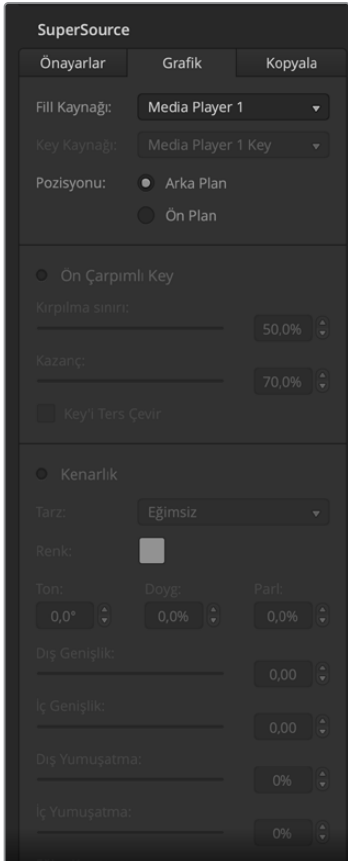 SuperSource
Önayarlar Grafik Kopyala
Fill Kaynağı: Media Player 1
Key Kaynağı: Media Player 1 Key
Pozisyonu: Arka Plan
Ön Plan
Ön Çarpımlı Key
Kırpılma sınırı:
50,0%
Kazanç:
70,0%
Key'i Ters Çevir
Kenarlık
Tarz: Eğimsiz
Renk:
Ton: Doyg: Parl:
0,0° 0,0% 0,0%
Dış Genişlik:
0,00
İç Genişlik:
0,00
Dış Yumuşatma:
0%
İç Yumuşatma:
0%